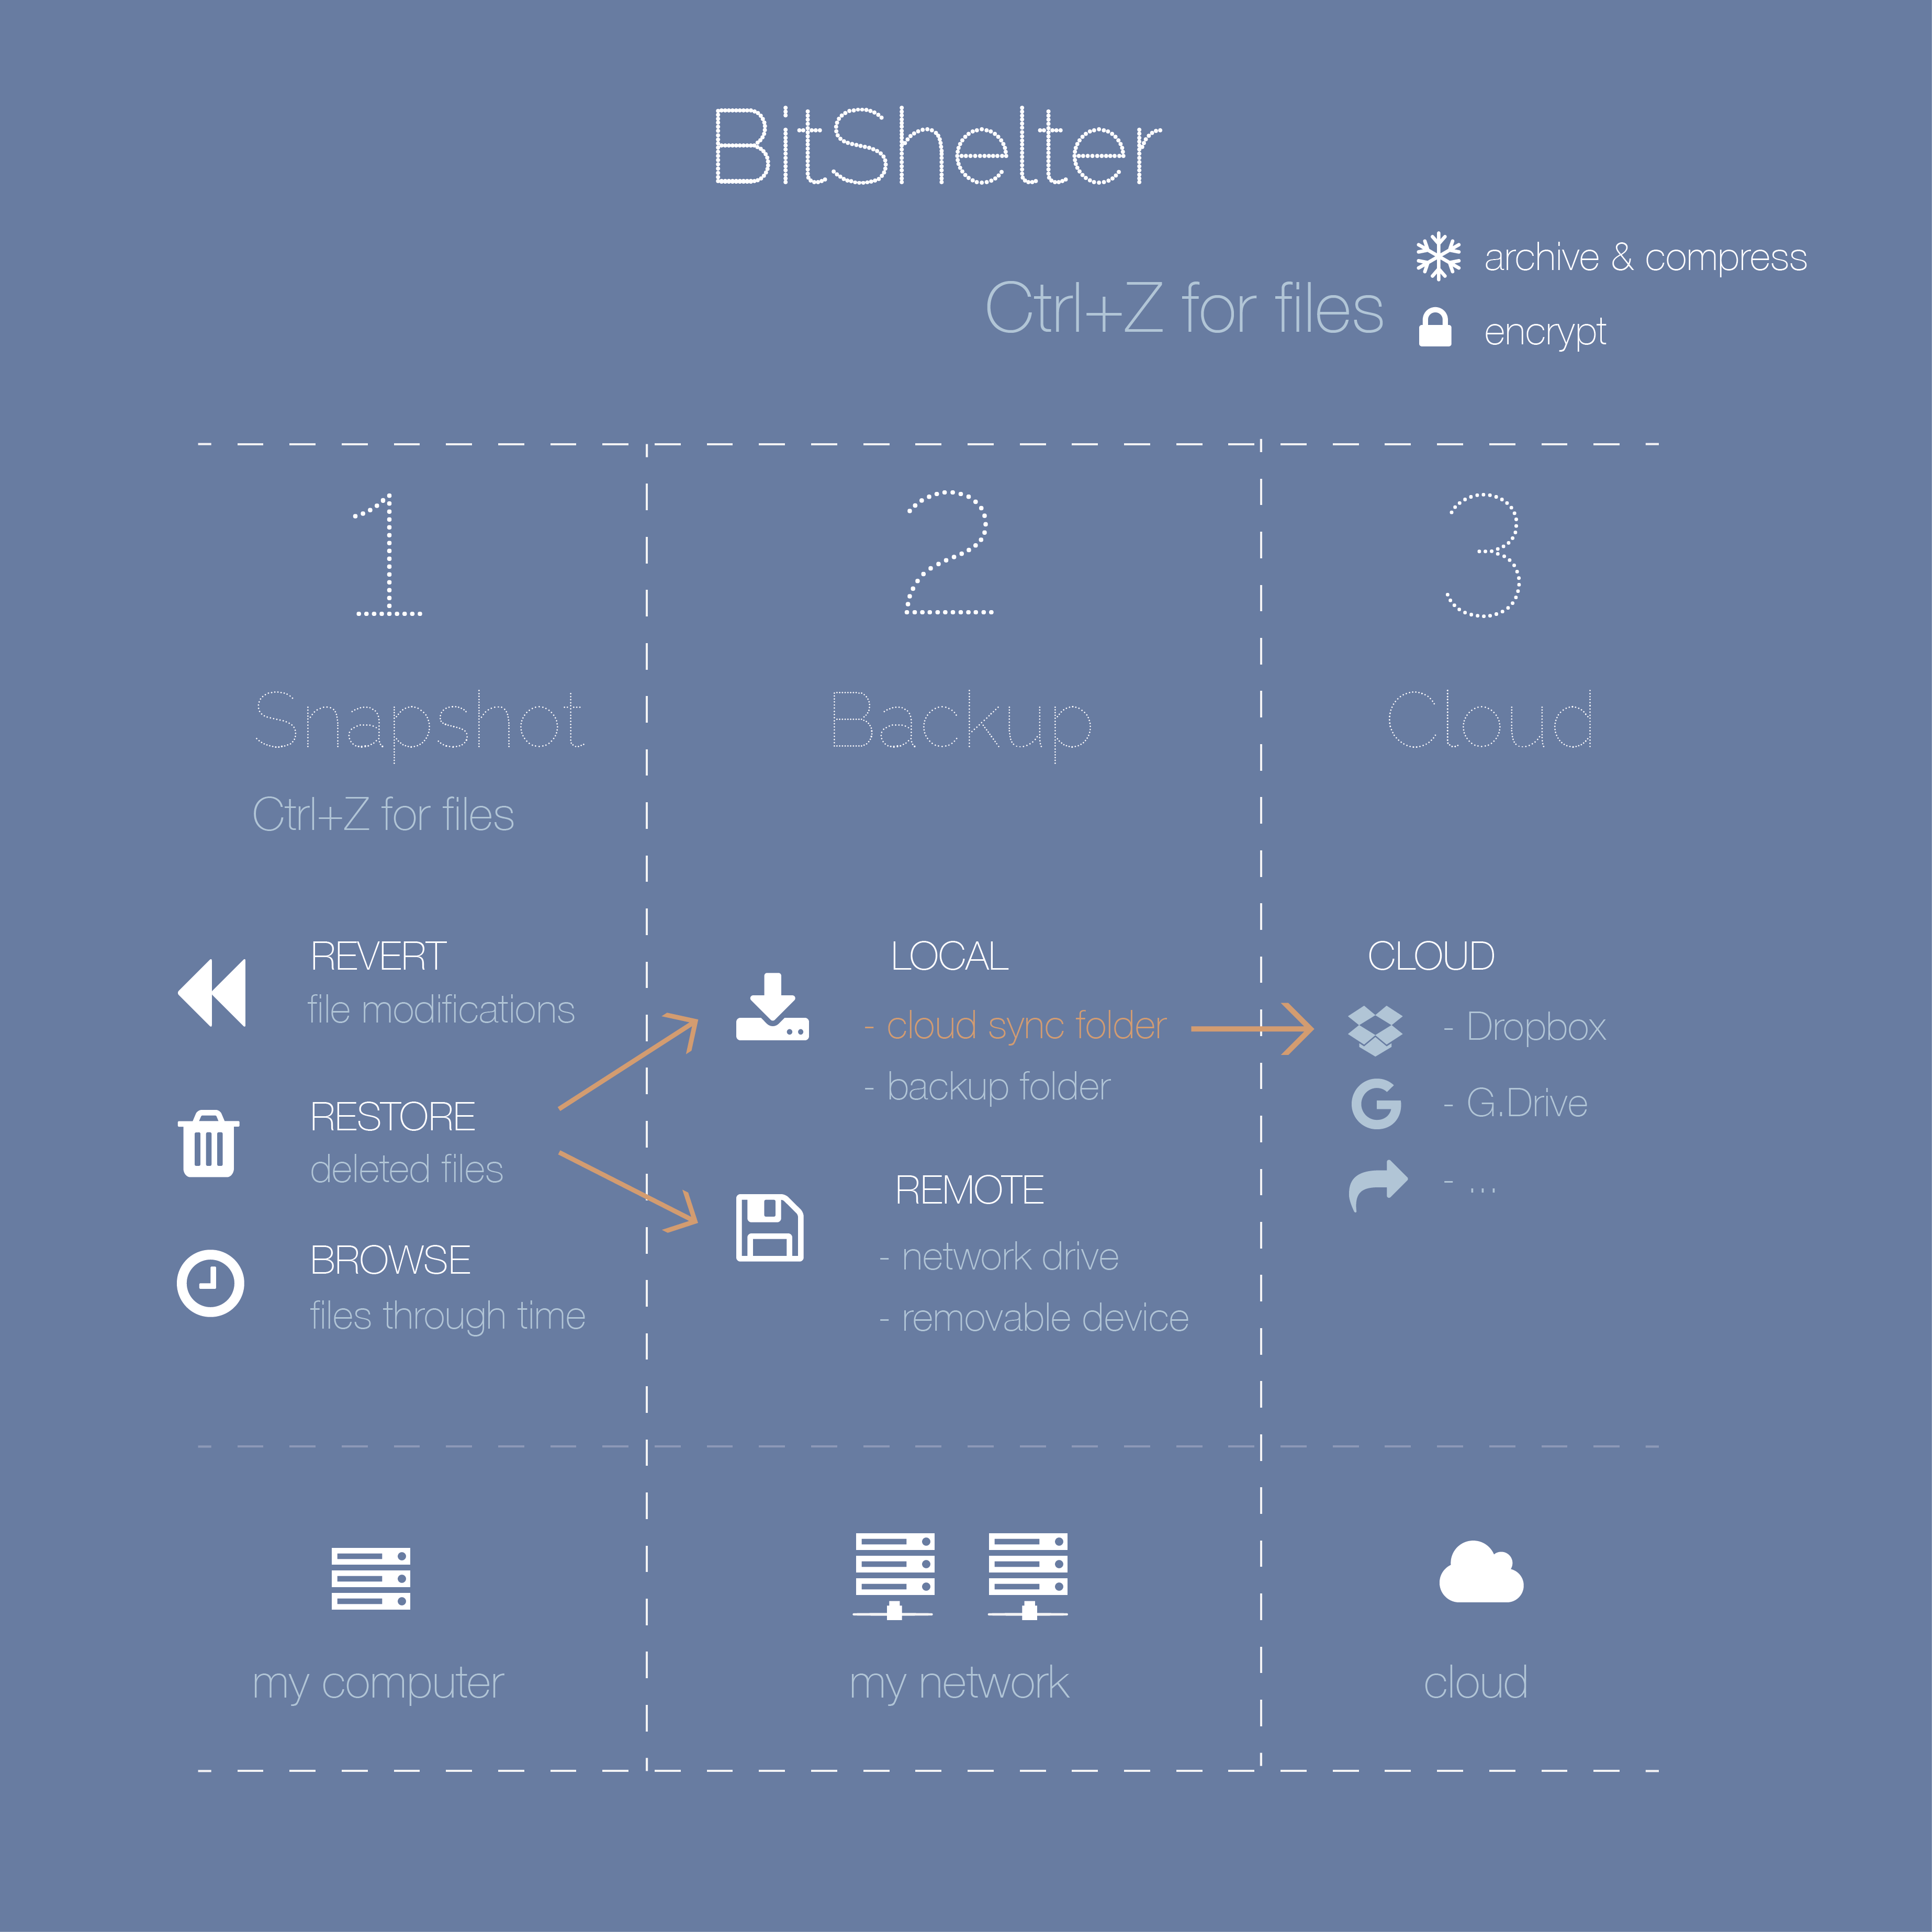 BitShelter
Ctrl+Z for files
archive & compress
encrypt
1
Snapshot
Ctrl+Z for files
REVERT
file modifications
RESTORE
deleted files
BROWSE
files through time
my computer
2
Backup
LOCAL
- cloud sync folder
- backup folder
REMOTE
- network drive
- removable device
my network
3
Cloud
CLOUD
- Dropbox
- G.Drive
- ...
cloud